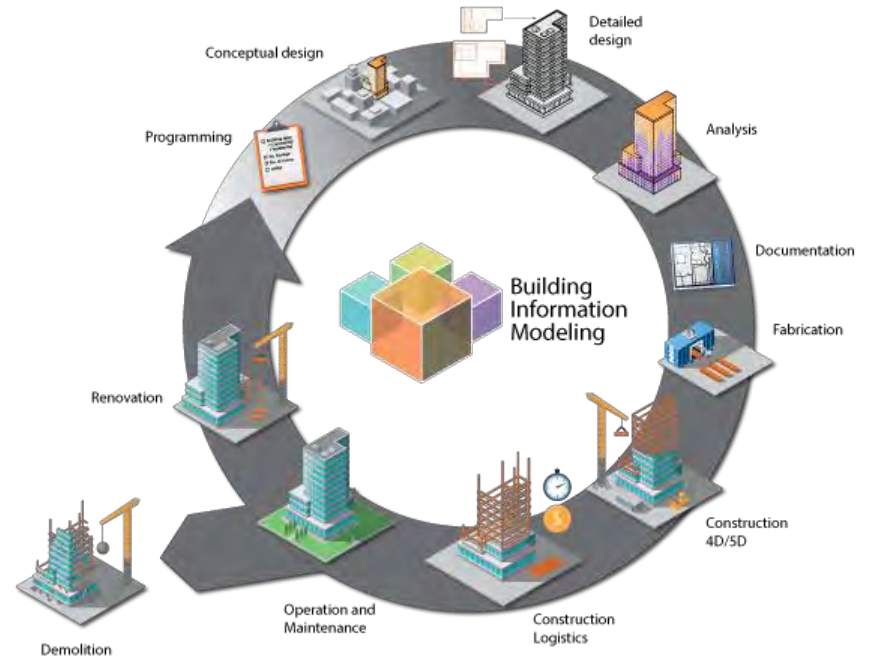 Detailed
design
Conceptual design
Programming
Analysis
Documentation
Building
Information
Modeling
Fabrication
Renovation
Construction
4D/5D
Operation and
Maintenance
Construction
Logistics
Demolition